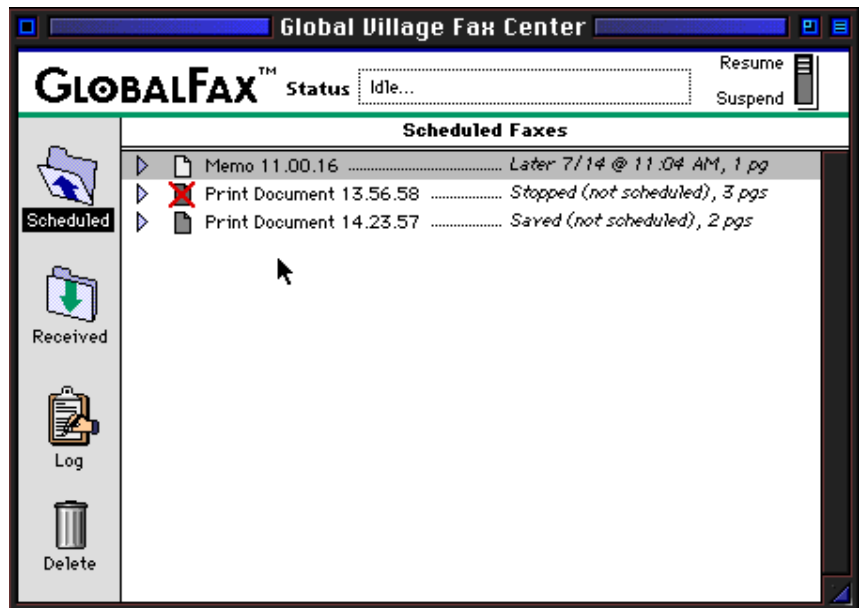 Global Village Fax Center
GLOBALFAX™ Status Idle... Resume
Suspend
Scheduled Faxes
Memo 11.00.16 ........................................ Later 7/14 @ 11:04 AM, 1 pg
Print Document 13.56.58 .................. Stopped (not scheduled), 3 pgs
Print Document 14.23.57 .................. Saved (not scheduled), 2 pgs
Scheduled
Received
Log
Delete